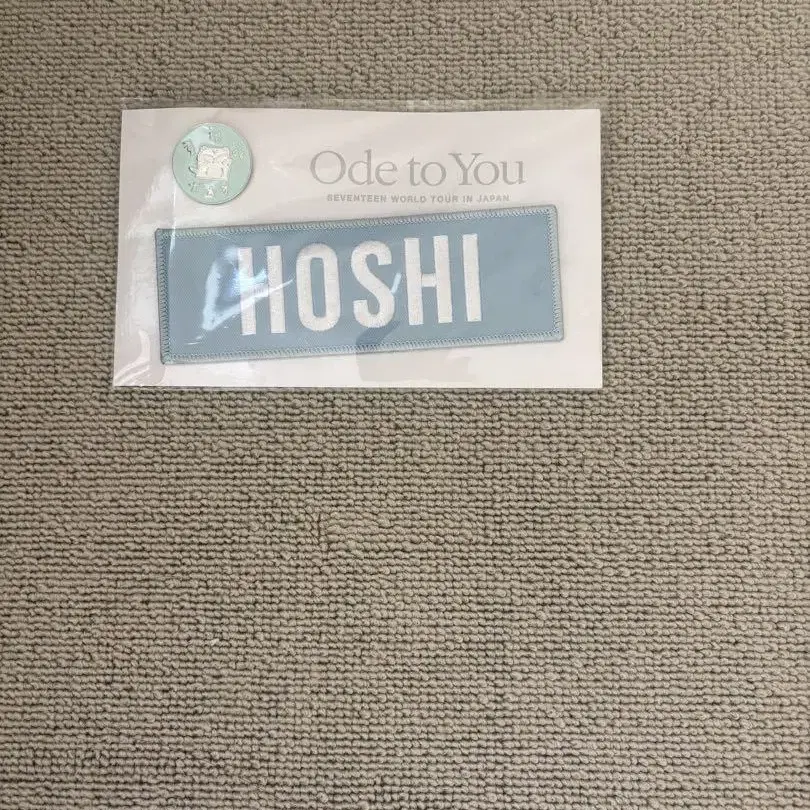 Ode to You
SEVENTEEN WORLD TOUR IN JAPAN
HOSHI